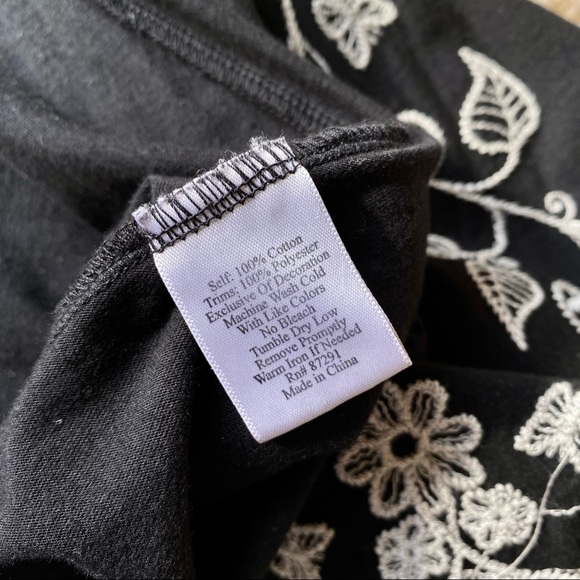 Self: 100% Cotton
Trims: 100% Polyester
Exclusive Of Decoration
Machine Wash Cold
With Like Colors
No Bleach
Tumble Dry Low
Remove Promptly
Warm Iron If Needed
Rn# 87291
Made in China